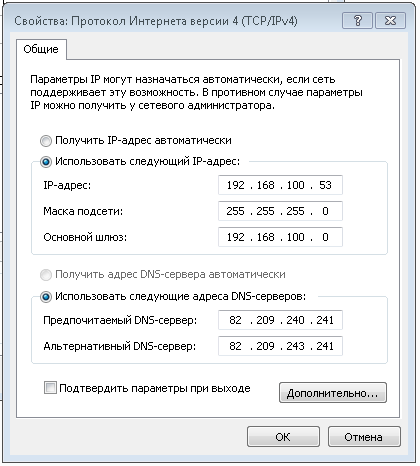 Свойства: Протокол Интернета версии 4 (TCP/IPv4)
Общие
Параметры IP могут назначаться автоматически, если сеть
поддерживает эту возможность. В противном случае параметры
IP можно получить у сетевого администратора.
Получить IP-адрес автоматически
Использовать следующий IP-адрес:
IP-адрес: 192 . 168 . 100 . 53
Маска подсети: 255 . 255 . 255 . 0
Основной шлюз: 192 . 168 . 100 . 0
Получить адрес DNS-сервера автоматически
Использовать следующие адреса DNS-серверов:
Предпочитаемый DNS-сервер: 82 . 209 . 240 . 241
Альтернативный DNS-сервер: 82 . 209 . 243 . 241
Подтвердить параметры при выходе
Дополнительно...
ОК Отмена